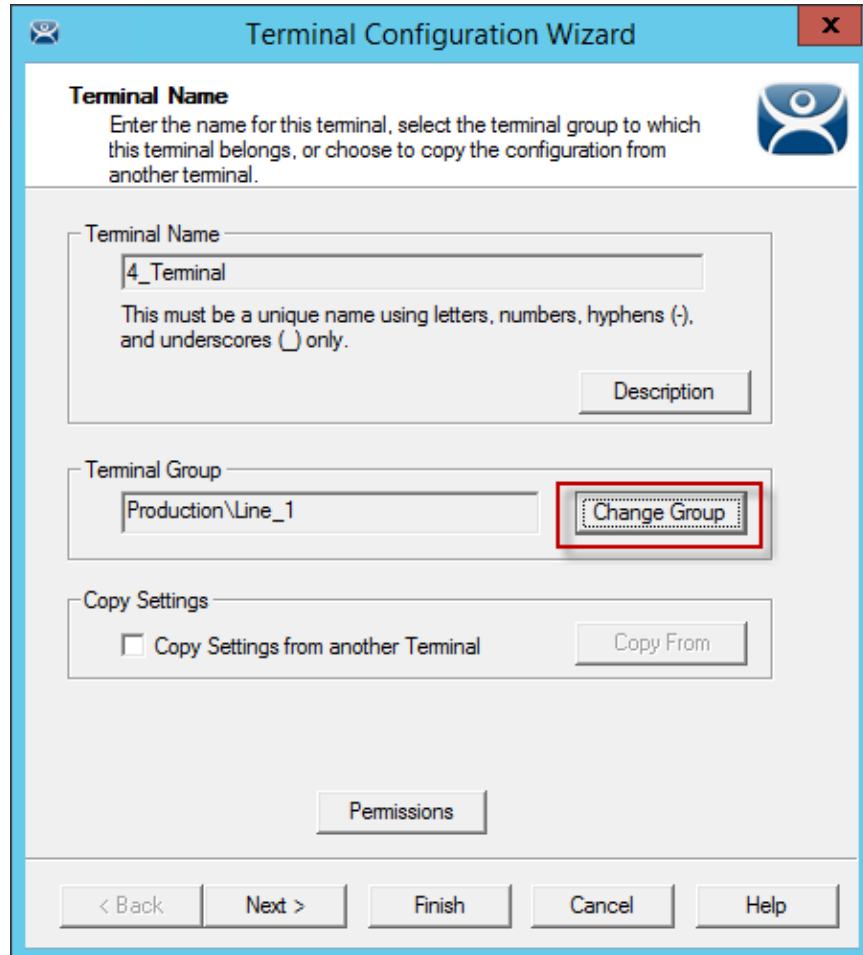 Terminal Configuration Wizard
x
Terminal Name
Enter the name for this terminal, select the terminal group to which
this terminal belongs, or choose to copy the configuration from
another terminal.
Terminal Name
4_Terminal
This must be a unique name using letters, numbers, hyphens (-),
and underscores (_) only.
Description
Terminal Group
Production\Line_1
Change Group
Copy Settings
Copy Settings from another Terminal
Copy From
Permissions
< Back
Next >
Finish
Cancel
Help